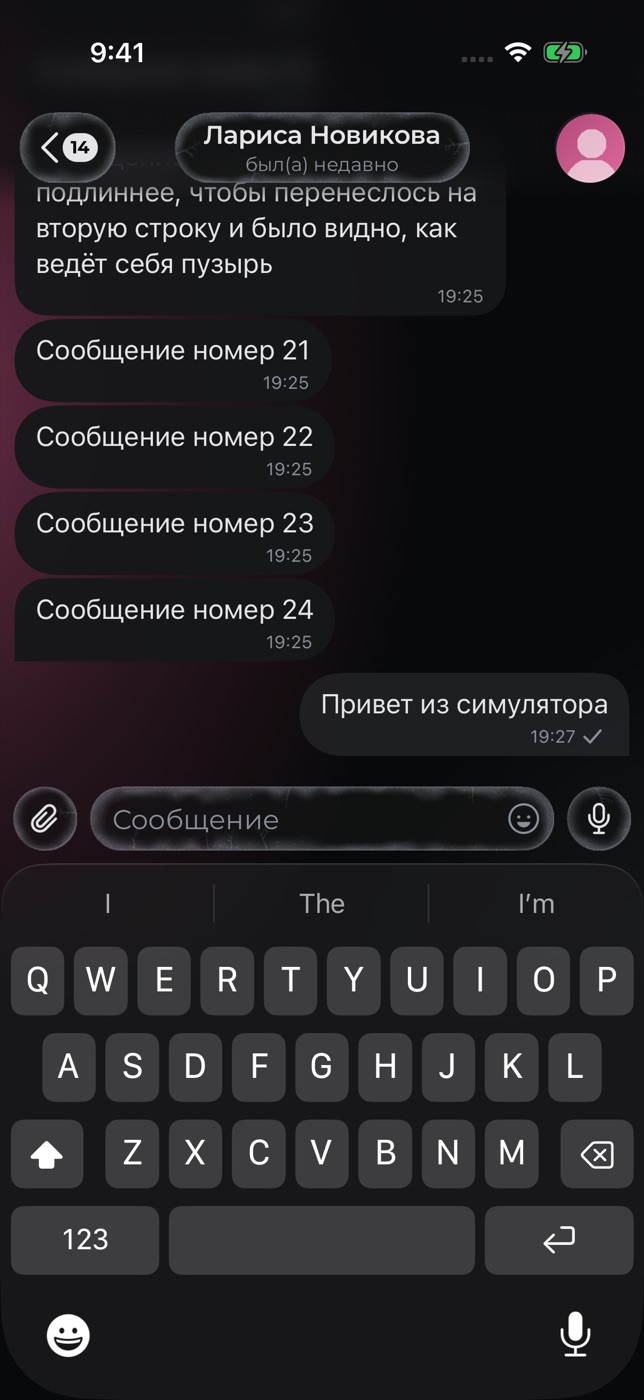 9:41
14
Лариса Новикова
был(а) недавно
подлиннее, чтобы перенеслось на
вторую строку и было видно, как
ведёт себя пузырь
19:25
Сообщение номер 21
19:25
Сообщение номер 22
19:25
Сообщение номер 23
19:25
Сообщение номер 24
19:25
Привет из симулятора
19:27
Сообщение
I The I’m
Q W E R T Y U I O P
A S D F G H J K L
Z X C V B N M
123